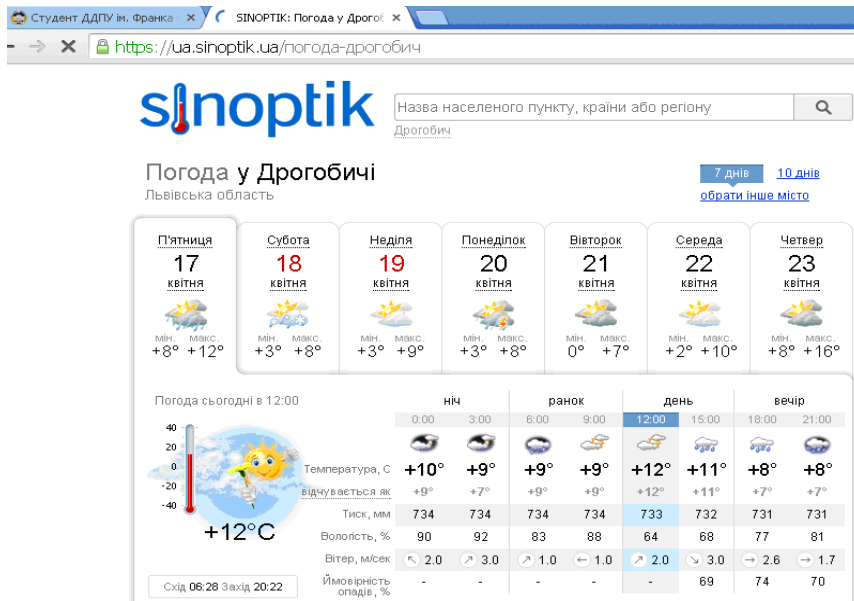 Студент ДДПУ ім. Франка
SINOPTIK: Погода у Дрогоб
https://ua.sinoptik.ua/погода-дрогобич
sinoptik
Назва населеного пункту, країни або регіону
Дрогобич
Погода у Дрогобичі
Львівська область
7 днів 10 днів
обрати інше місто
П'ятниця Субота Неділя Понеділок Вівторок Середа Четвер
17 18 19 20 21 22 23
квітня квітня квітня квітня квітня квітня квітня
мін. макс. мін. макс. мін. макс. мін. макс. мін. макс. мін. макс. мін. макс.
+8° +12° +3° +8° +3° +9° +3° +8° 0° +7° +2° +10° +8° +16°
Погода сьогодні в 12:00
ніч ранок день вечір
0:00 3:00 6:00 9:00 12:00 15:00 18:00 21:00
40
20
0
-20
-40
+12°C
Температура, С +10° +9° +9° +9° +12° +11° +8° +8°
відчувається як +9° +7° +9° +9° +12° +11° +7° +7°
Тиск, мм 734 734 734 734 733 732 731 731
Вологість, % 90 92 83 88 64 68 77 81
Вітер, м/сек 2.0 3.0 1.0 1.0 2.0 3.0 2.6 1.7
Ймовірність опадів, % - - - - - 69 74 70
Схід 06:28 Захід 20:22